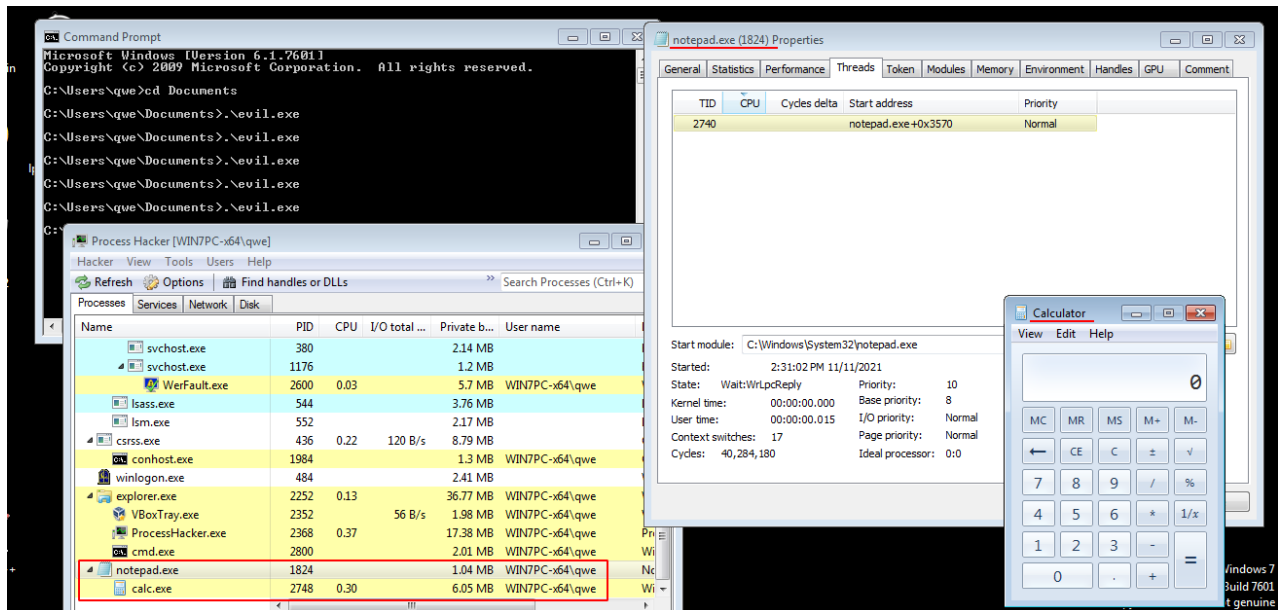 Command Prompt
Microsoft Windows [Version 6.1.7601]
Copyright (c) 2009 Microsoft Corporation.  All rights reserved.
C:\Users\qwe>cd Documents
C:\Users\qwe\Documents>.\evil.exe
C:\Users\qwe\Documents>.\evil.exe
C:\Users\qwe\Documents>.\evil.exe
C:\Users\qwe\Documents>.\evil.exe
C:\Users\qwe\Documents>.\evil.exe
Process Hacker [WIN7PC-x64\qwe]
Hacker View Tools Users Help
Refresh Options Find handles or DLLs » Search Processes (Ctrl+K)
Processes Services Network Disk
Name PID CPU I/O total ... Private b... User name
svchost.exe 380 2.14 MB
svchost.exe 1176 1.2 MB
WerFault.exe 2600 0.03 5.7 MB WIN7PC-x64\qwe
lsass.exe 544 3.76 MB
lsm.exe 552 2.17 MB
csrss.exe 436 0.22 120 B/s 8.79 MB
conhost.exe 1984 1.3 MB WIN7PC-x64\qwe
winlogon.exe 484 2.41 MB
explorer.exe 2252 0.13 36.77 MB WIN7PC-x64\qwe
VBoxTray.exe 2352 56 B/s 1.98 MB WIN7PC-x64\qwe
ProcessHacker.exe 2368 0.37 17.38 MB WIN7PC-x64\qwe
cmd.exe 2800 2.01 MB WIN7PC-x64\qwe
notepad.exe 1824 1.04 MB WIN7PC-x64\qwe
calc.exe 2748 0.30 6.05 MB WIN7PC-x64\qwe
notepad.exe (1824) Properties
General Statistics Performance Threads Token Modules Memory Environment Handles GPU Comment
TID CPU Cycles delta Start address Priority
2740 notepad.exe+0x3570 Normal
Start module: C:\Windows\System32\notepad.exe
Started: 2:31:02 PM 11/11/2021
State: Wait:WrLpcReply Priority: 10
Kernel time: 00:00:00.000 Base priority: 8
User time: 00:00:00.015 I/O priority: Normal
Context switches: 17 Page priority: Normal
Cycles: 40,284,180 Ideal processor: 0:0
Calculator
View Edit Help
0
MC MR MS M+ M-
← CE C ± √
7 8 9 / %
4 5 6 * 1/x
1 2 3 - =
0 . +
Windows 7
Build 7601
t genuine